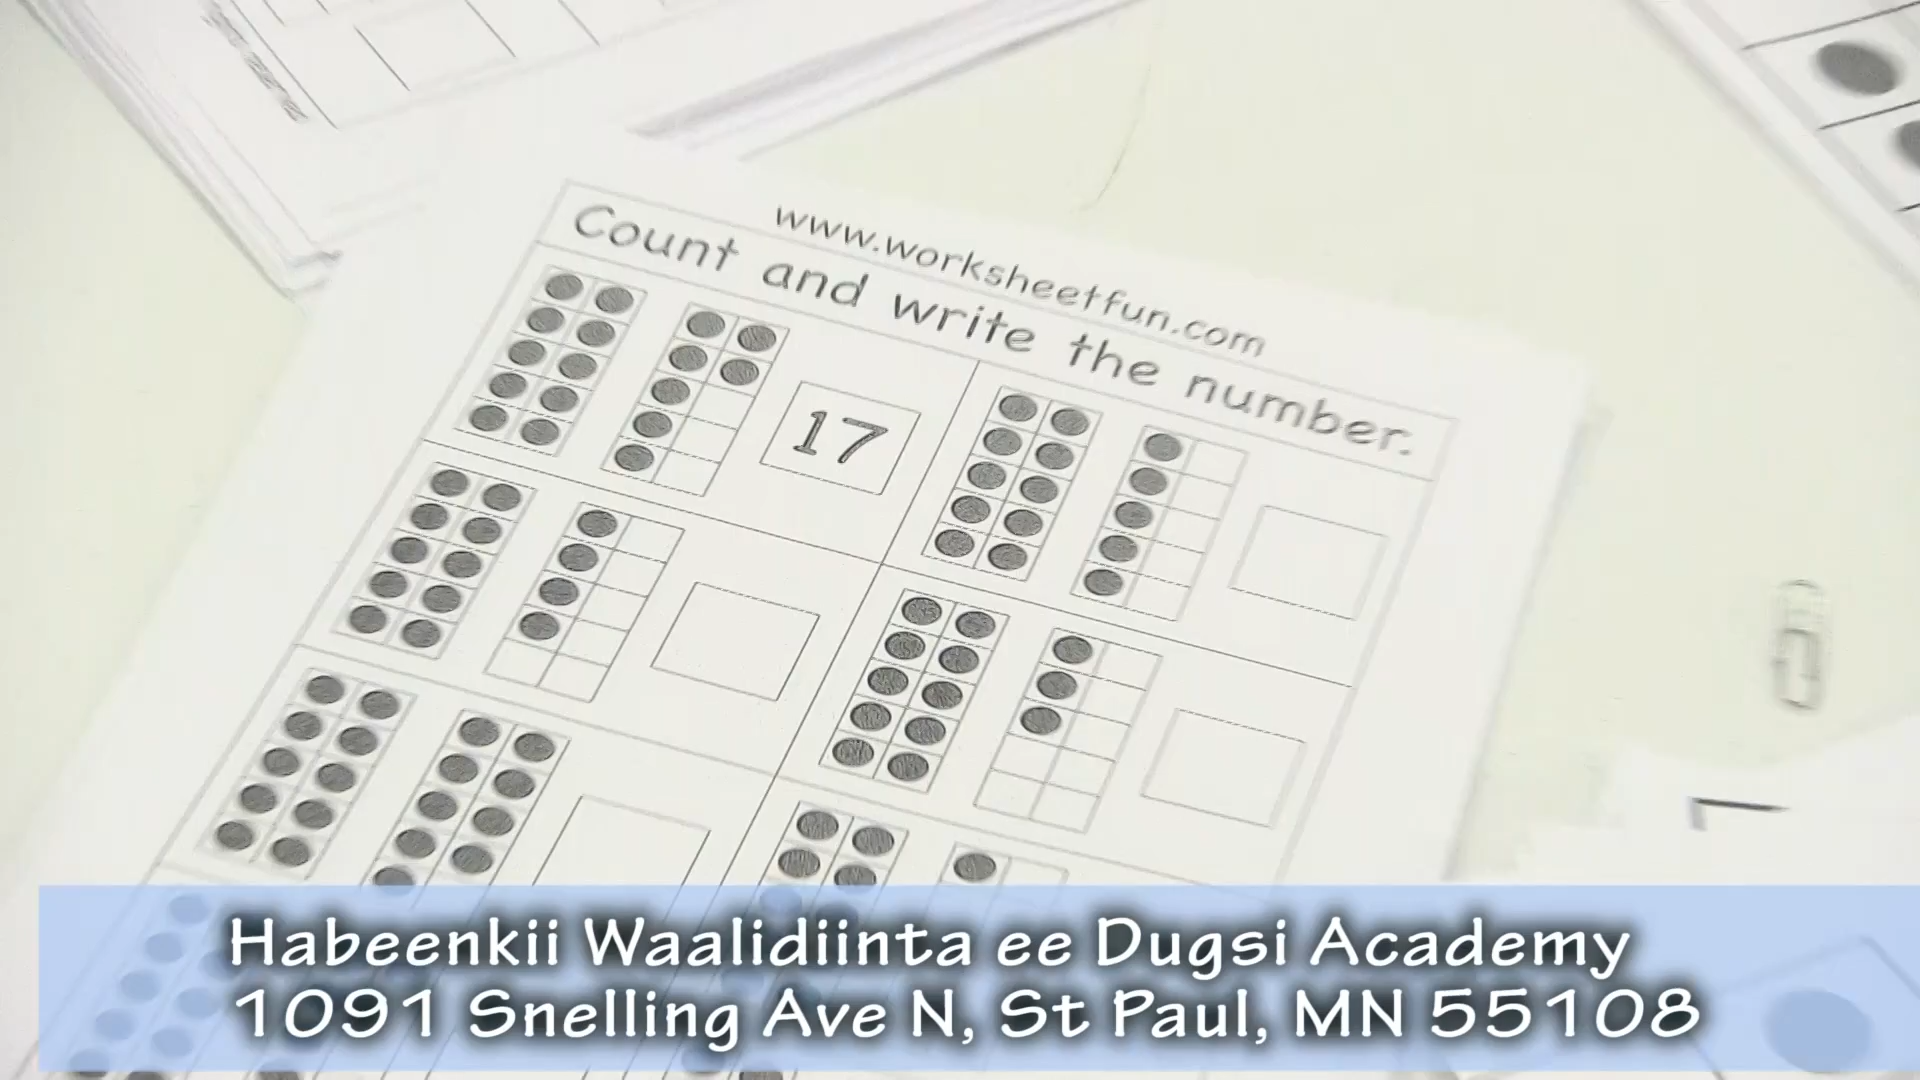 www.worksheetfun.com
Count and write the number.
17
Habeenkii Waalidiinta ee Dugsi Academy
1091 Snelling Ave N, St Paul, MN 55108